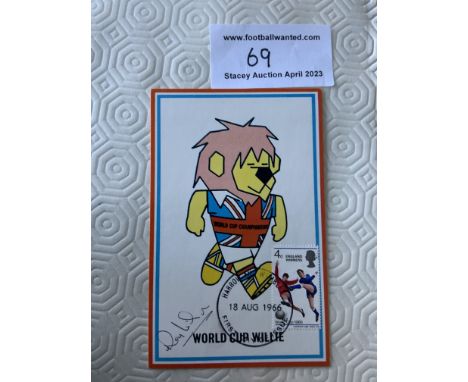 www.footballwanted.com
69
Stacey Auction April 2023
WORLD CUP CHAMPIONS
4d ENGLAND
WINNERS
18 AUG 1966
WORLD CUP WILLIE